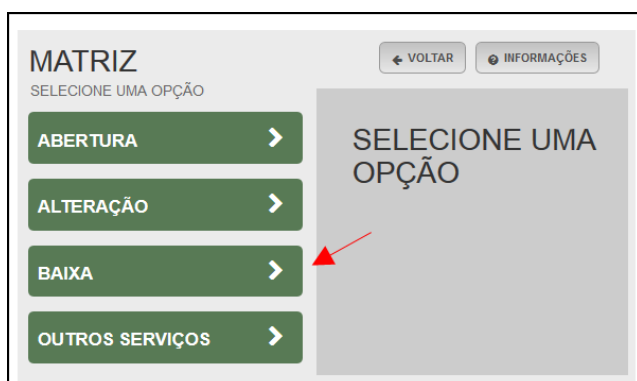 MATRIZ
SELECIONE UMA OPÇÃO
VOLTAR
INFORMAÇÕES
ABERTURA
ALTERAÇÃO
BAIXA
OUTROS SERVIÇOS
SELECIONE UMA
OPÇÃO